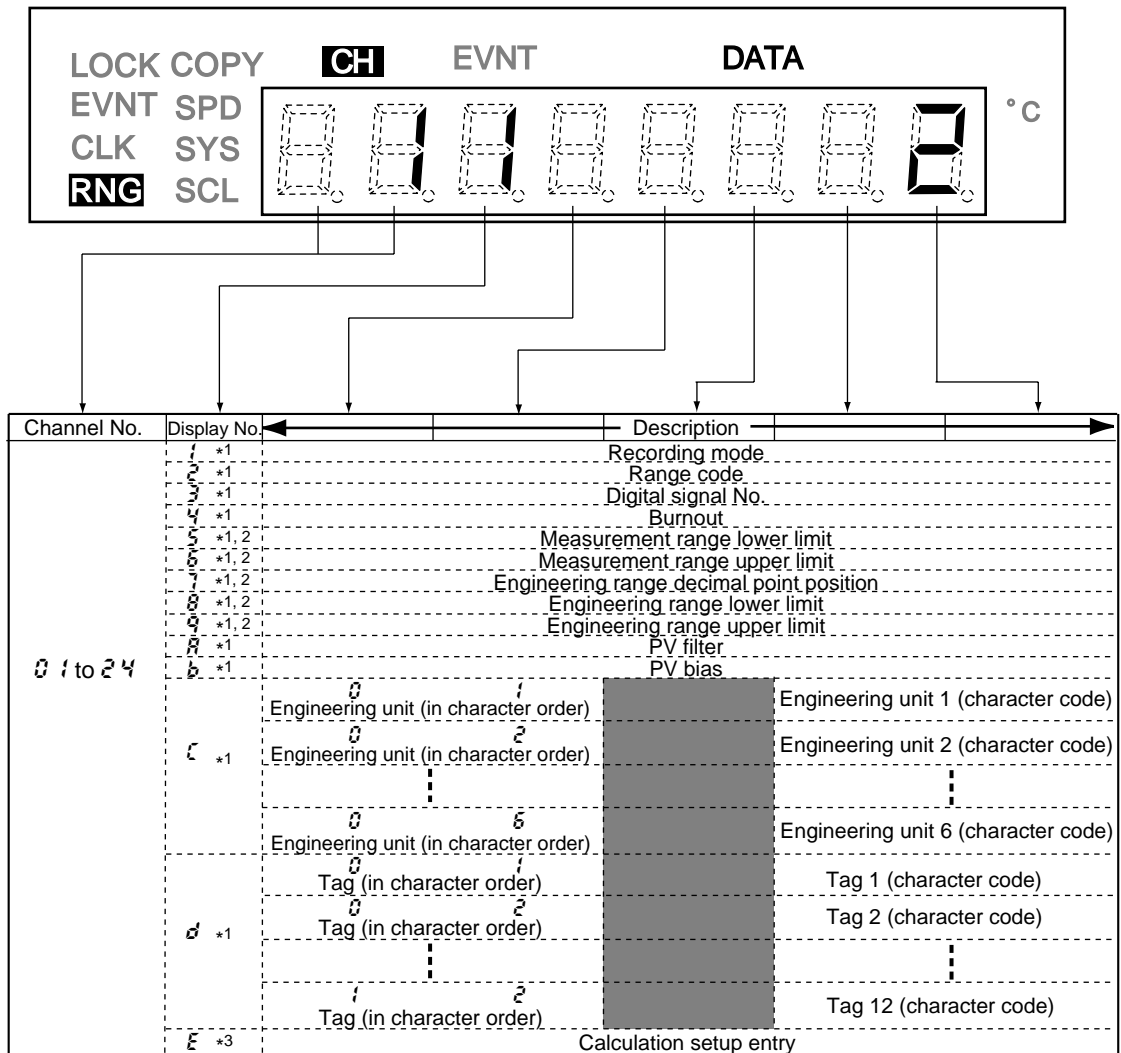 LOCK COPY CH EVNT DATA
EVNT SPD
CLK SYS
RNG SCL
1 1 2 °C
Channel No. Display No. Description
1 *1 Recording mode
2 *1 Range code
3 *1 Digital signal No.
4 *1 Burnout
5 *1, 2 Measurement range lower limit
6 *1, 2 Measurement range upper limit
7 *1, 2 Engineering range decimal point position
8 *1, 2 Engineering range lower limit
9 *1, 2 Engineering range upper limit
A *1 PV filter
01 to 24 b *1 PV bias
0 1
Engineering unit (in character order) Engineering unit 1 (character code)
0 2
C *1 Engineering unit (in character order) Engineering unit 2 (character code)
0 6
Engineering unit (in character order) Engineering unit 6 (character code)
0 1
Tag (in character order) Tag 1 (character code)
0 2
Tag (in character order) Tag 2 (character code)
d *1
1 2
Tag (in character order) Tag 12 (character code)
E *3 Calculation setup entry